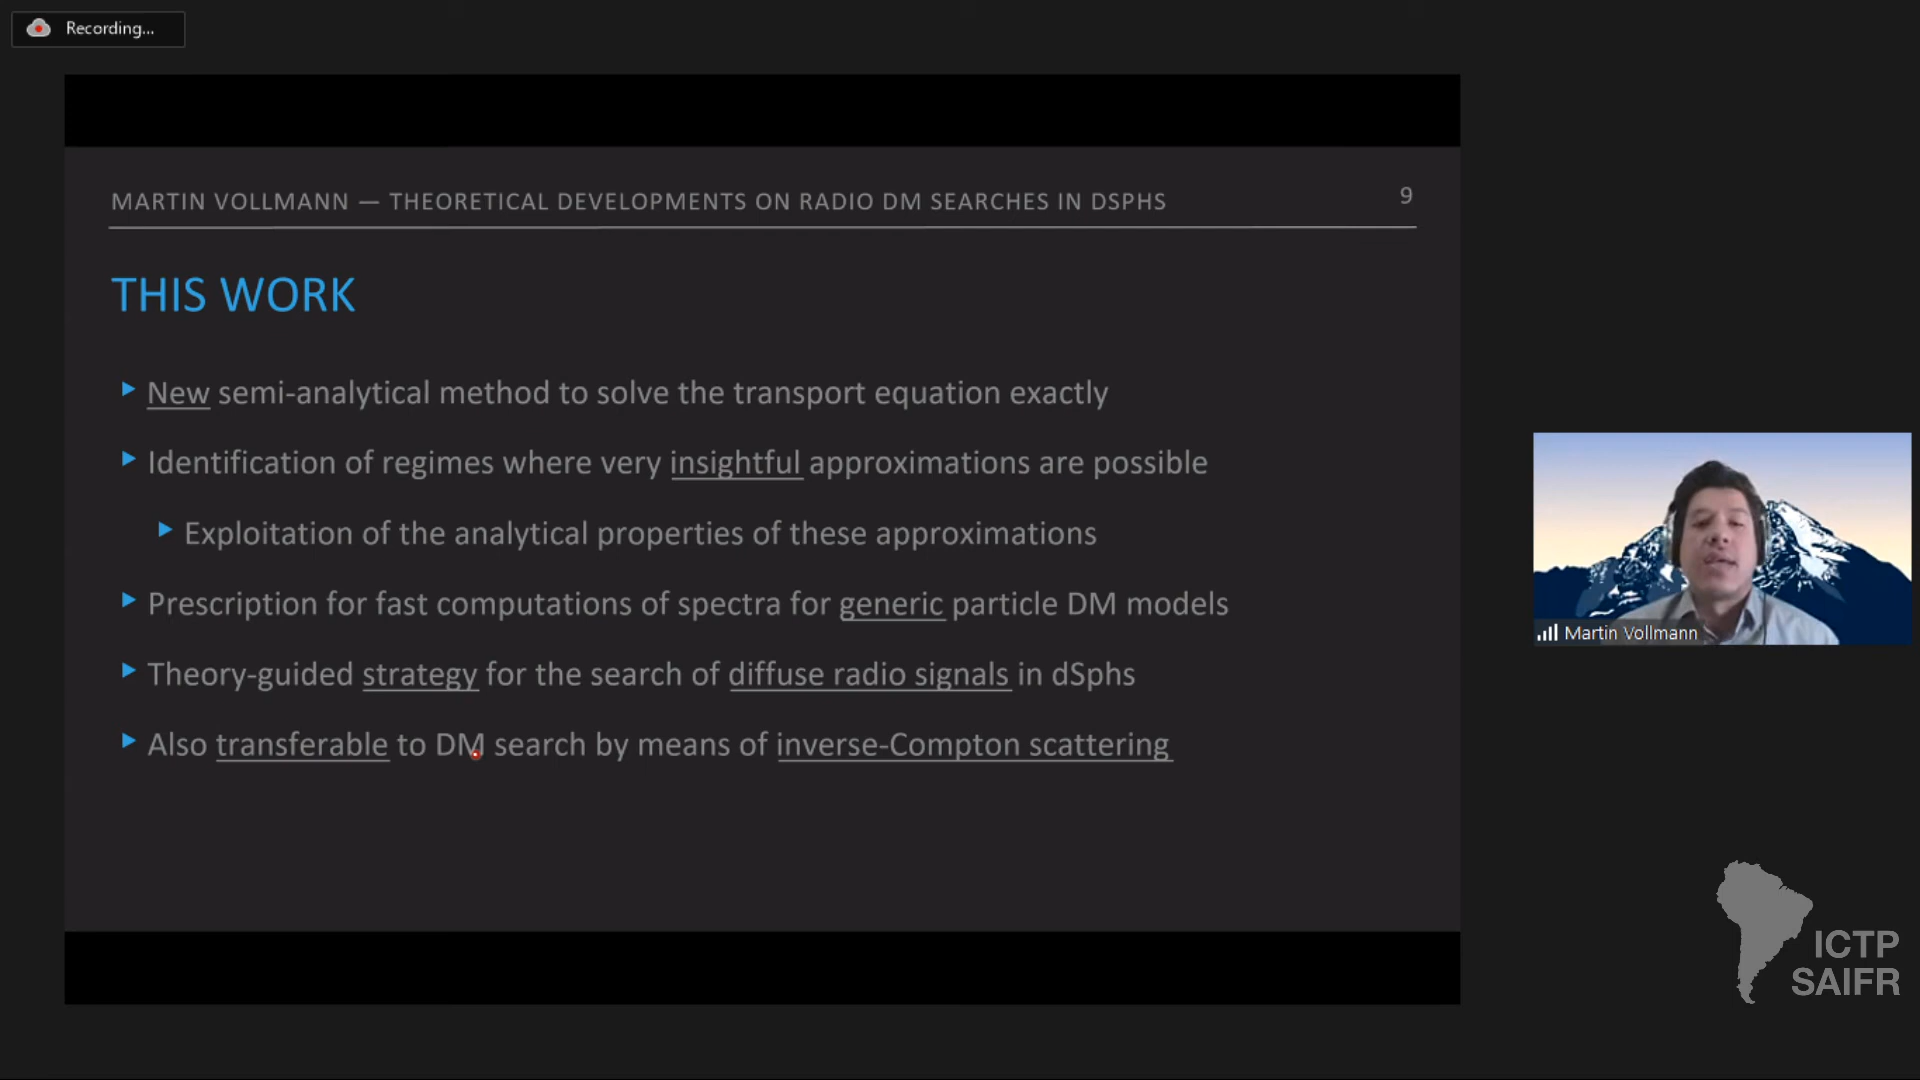 Recording...
MARTIN VOLLMANN — THEORETICAL DEVELOPMENTS ON RADIO DM SEARCHES IN DSPHS
9
THIS WORK
New semi-analytical method to solve the transport equation exactly
Identification of regimes where very insightful approximations are possible
Exploitation of the analytical properties of these approximations
Prescription for fast computations of spectra for generic particle DM models
Theory-guided strategy for the search of diffuse radio signals in dSphs
Also transferable to DM search by means of inverse-Compton scattering
Martin Vollmann
ICTP
SAIFR